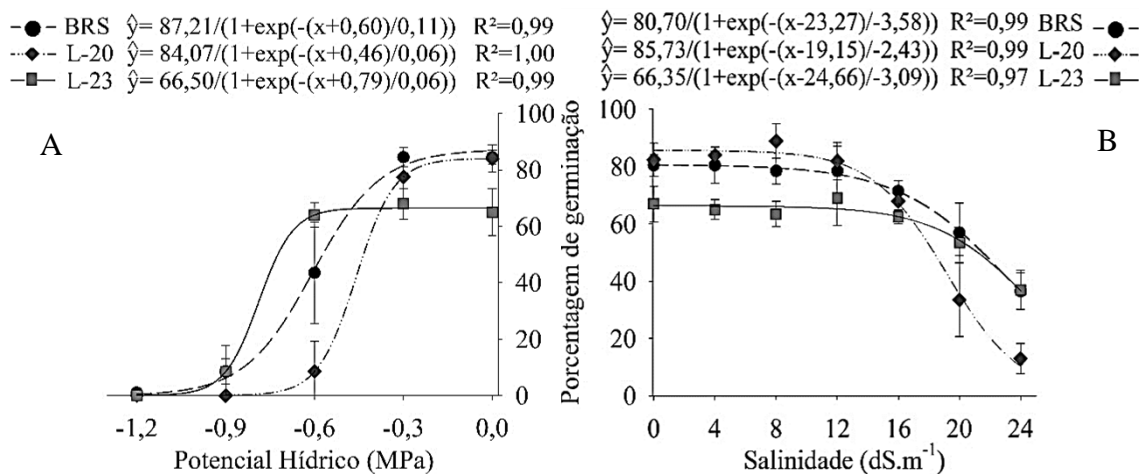 BRS ŷ= 87,21/(1+exp(-(x+0,60)/0,11)) R²=0,99
L-20 ŷ= 84,07/(1+exp(-(x+0,46)/0,06)) R²=1,00
L-23 ŷ= 66,50/(1+exp(-(x+0,79)/0,06)) R²=0,99
ŷ= 80,70/(1+exp(-(x-23,27)/-3,58)) R²=0,99 BRS
ŷ= 85,73/(1+exp(-(x-19,15)/-2,43)) R²=0,99 L-20
ŷ= 66,35/(1+exp(-(x-24,66)/-3,09)) R²=0,97 L-23
A
100
80
60
40
20
0
-1,2 -0,9 -0,6 -0,3 0,0
Potencial Hídrico (MPa)
Porcentagem de germinação
B
100
80
60
40
20
0
0 4 8 12 16 20 24
Salinidade (dS.m⁻¹)